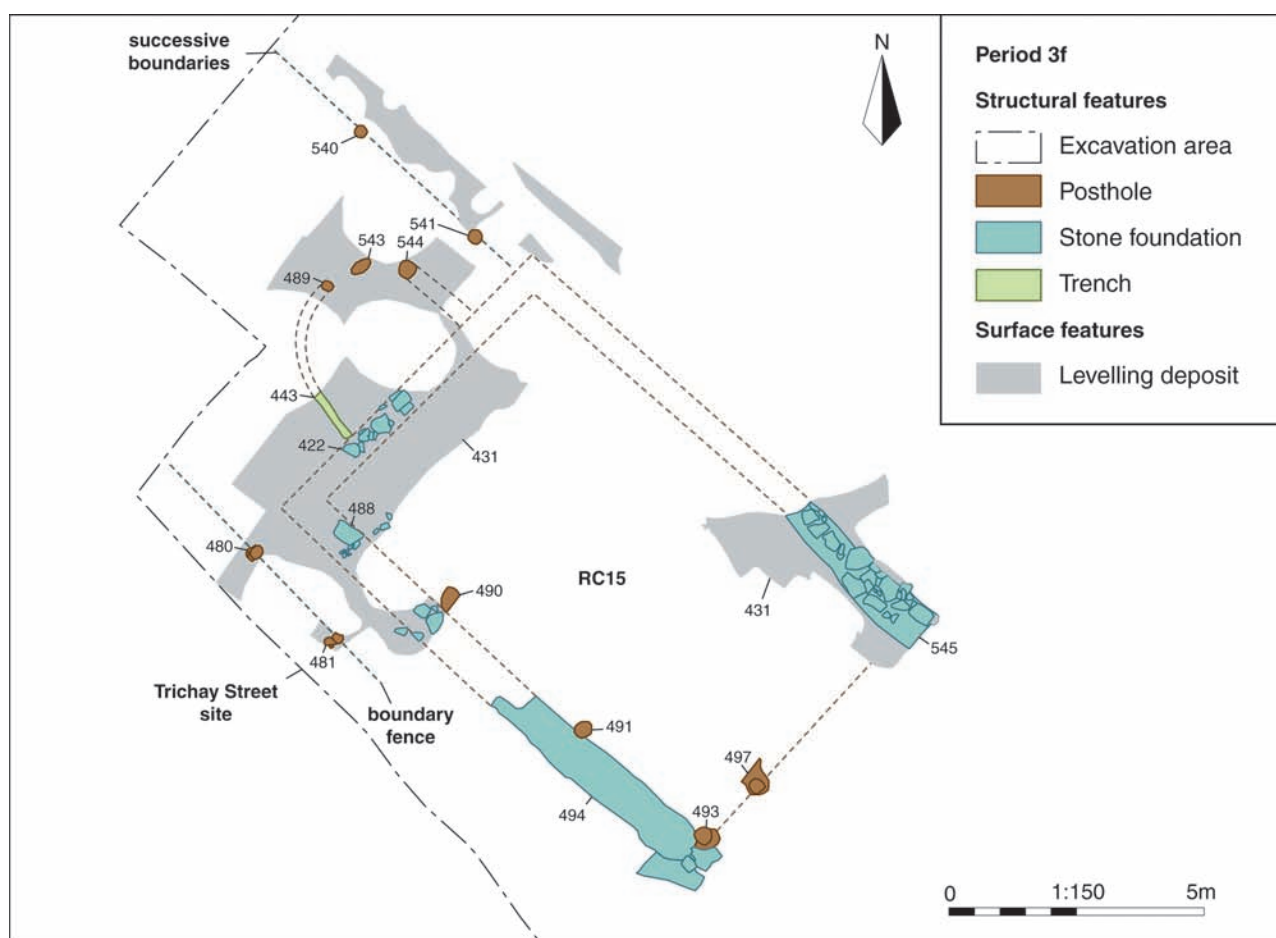 successive
boundaries
N
540
541
543
544
489
443
422
431
488
480
490
481
RC15
431
545
Trichay Street
site
boundary
fence
491
497
494
493
0 1:150 5m
Period 3f
Structural features
Excavation area
Posthole
Stone foundation
Trench
Surface features
Levelling deposit